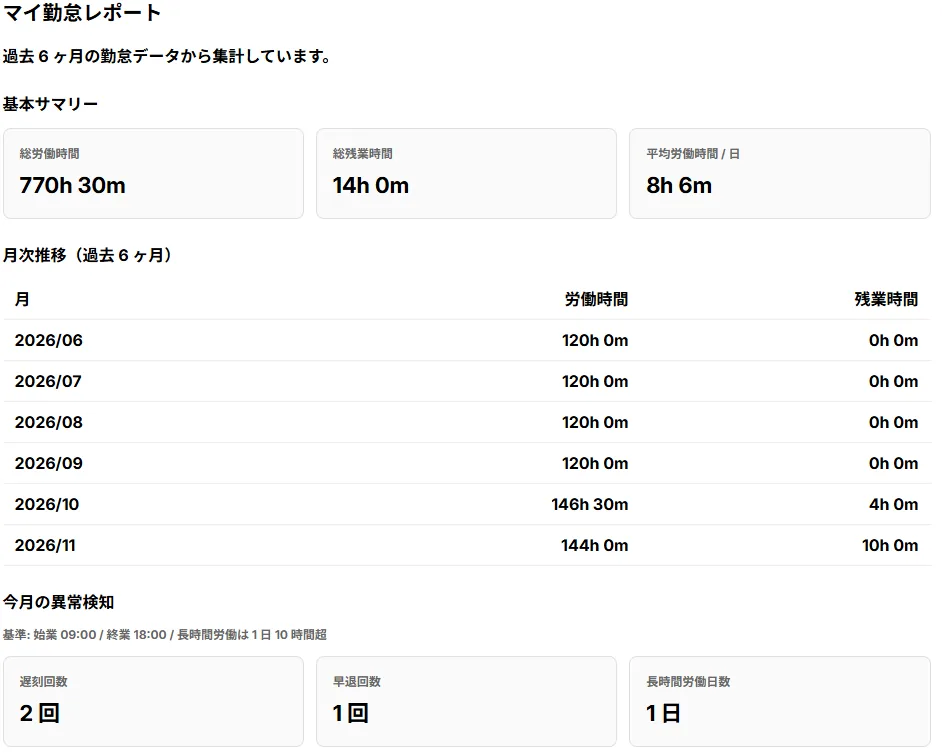 マイ勤怠レポート
過去 6 ヶ月の勤怠データから集計しています。
基本サマリー
総労働時間 総残業時間 平均労働時間 / 日
770h 30m 14h 0m 8h 6m
月次推移（過去 6 ヶ月）
月 労働時間 残業時間
2026/06 120h 0m 0h 0m
2026/07 120h 0m 0h 0m
2026/08 120h 0m 0h 0m
2026/09 120h 0m 0h 0m
2026/10 146h 30m 4h 0m
2026/11 144h 0m 10h 0m
今月の異常検知
基準: 始業 09:00 / 終業 18:00 / 長時間労働は 1 日 10 時間超
遅刻回数 早退回数 長時間労働日数
2 回 1 回 1 日